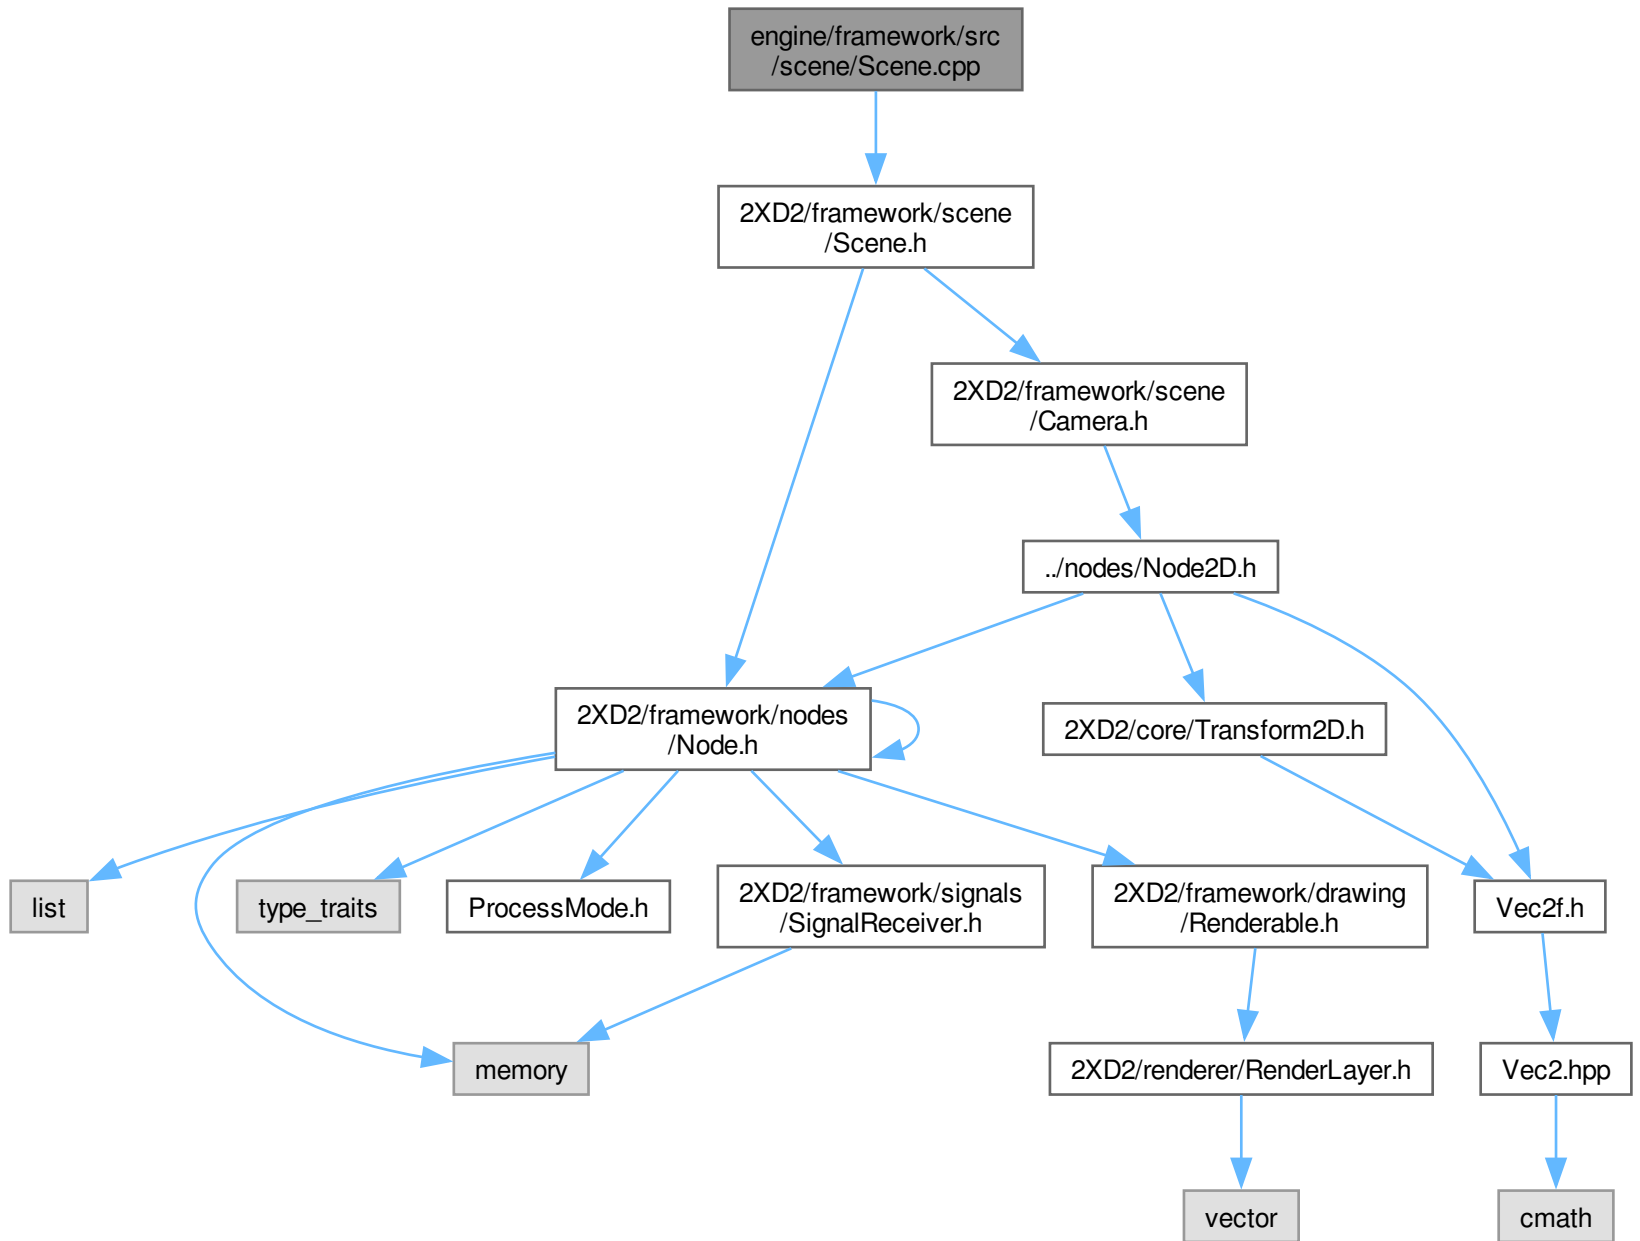 engine/framework/src
/scene/Scene.cpp
2XD2/framework/scene
/Scene.h
2XD2/framework/scene
/Camera.h
../nodes/Node2D.h
2XD2/framework/nodes
/Node.h
2XD2/core/Transform2D.h
list
type_traits
ProcessMode.h
2XD2/framework/signals
/SignalReceiver.h
2XD2/framework/drawing
/Renderable.h
Vec2f.h
memory
2XD2/renderer/RenderLayer.h
Vec2.hpp
vector
cmath